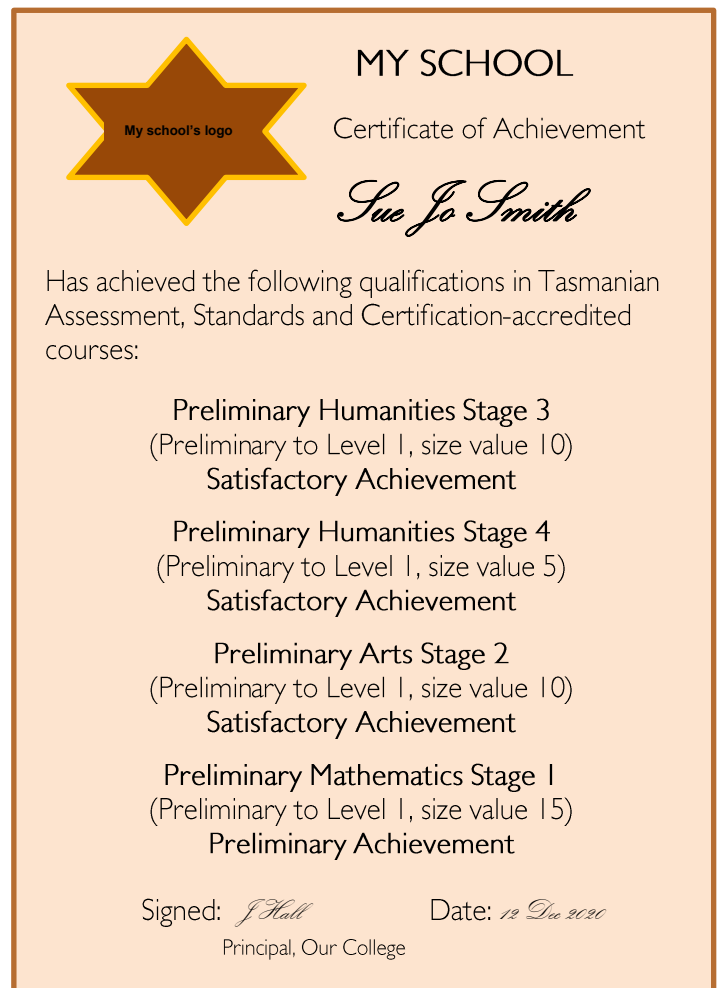 MY SCHOOL
My school's logo
Certificate of Achievement
Sue Jo Smith
Has achieved the following qualifications in Tasmanian
Assessment, Standards and Certification-accredited
courses:
Preliminary Humanities Stage 3
(Preliminary to Level 1, size value 10)
Satisfactory Achievement
Preliminary Humanities Stage 4
(Preliminary to Level 1, size value 5)
Satisfactory Achievement
Preliminary Arts Stage 2
(Preliminary to Level 1, size value 10)
Satisfactory Achievement
Preliminary Mathematics Stage 1
(Preliminary to Level 1, size value 15)
Preliminary Achievement
Signed: J Hall Date: 12 Dec 2020
Principal, Our College